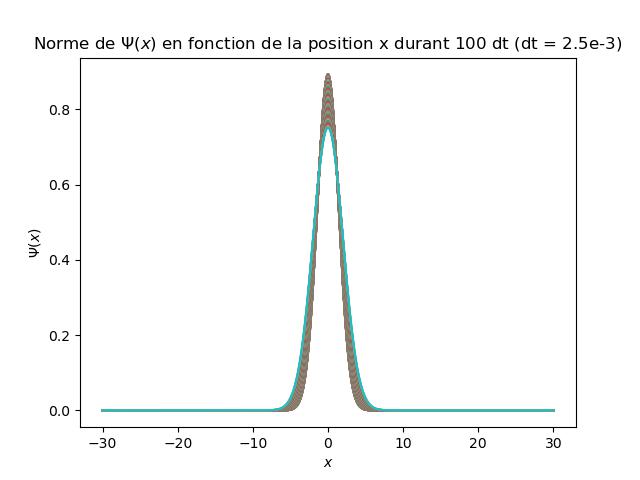 Norme de Ψ(x) en fonction de la position x durant 100 dt (dt = 2.5e-3)
0.8
0.6
0.4
0.2
0.0
Ψ(x)
−30 −20 −10 0 10 20 30
x